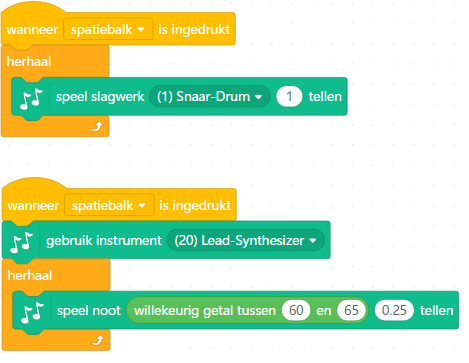 wanneer spatiebalk is ingedrukt
herhaal
speel slagwerk (1) Snaar-Drum 1 tellen
wanneer spatiebalk is ingedrukt
gebruik instrument (20) Lead-Synthesizer
herhaal
speel noot willekeurig getal tussen 60 en 65 0.25 tellen